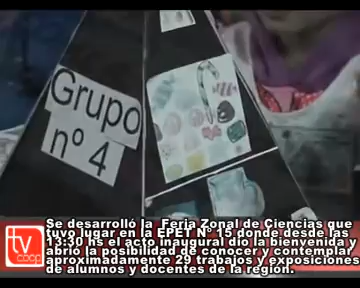 Grupo
nº 4
Se desarrolló la Feria Zonal de Ciencias que
tuvo lugar en la EPET Nº 15 donde desde las
13:30 hs el acto inaugural dio la bienvenida y
abrió la posibilidad de conocer y contemplar
aproximadamente 29 trabajos y exposiciones
de alumnos y docentes de la región.
tv
coop